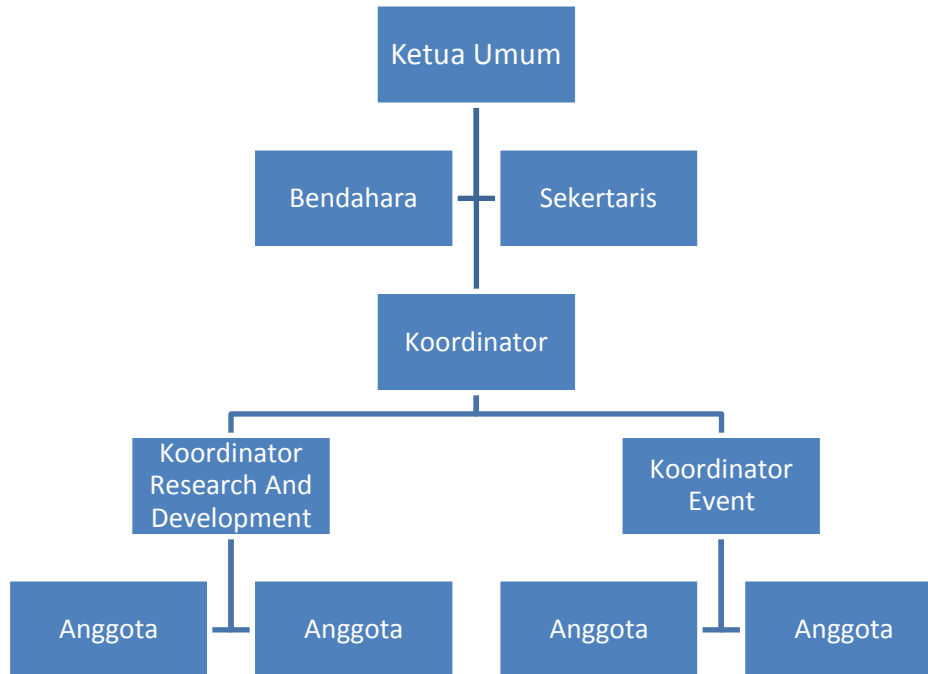 Ketua Umum
Bendahara
Sekertaris
Koordinator
Koordinator
Research And
Development
Koordinator
Event
Anggota
Anggota
Anggota
Anggota